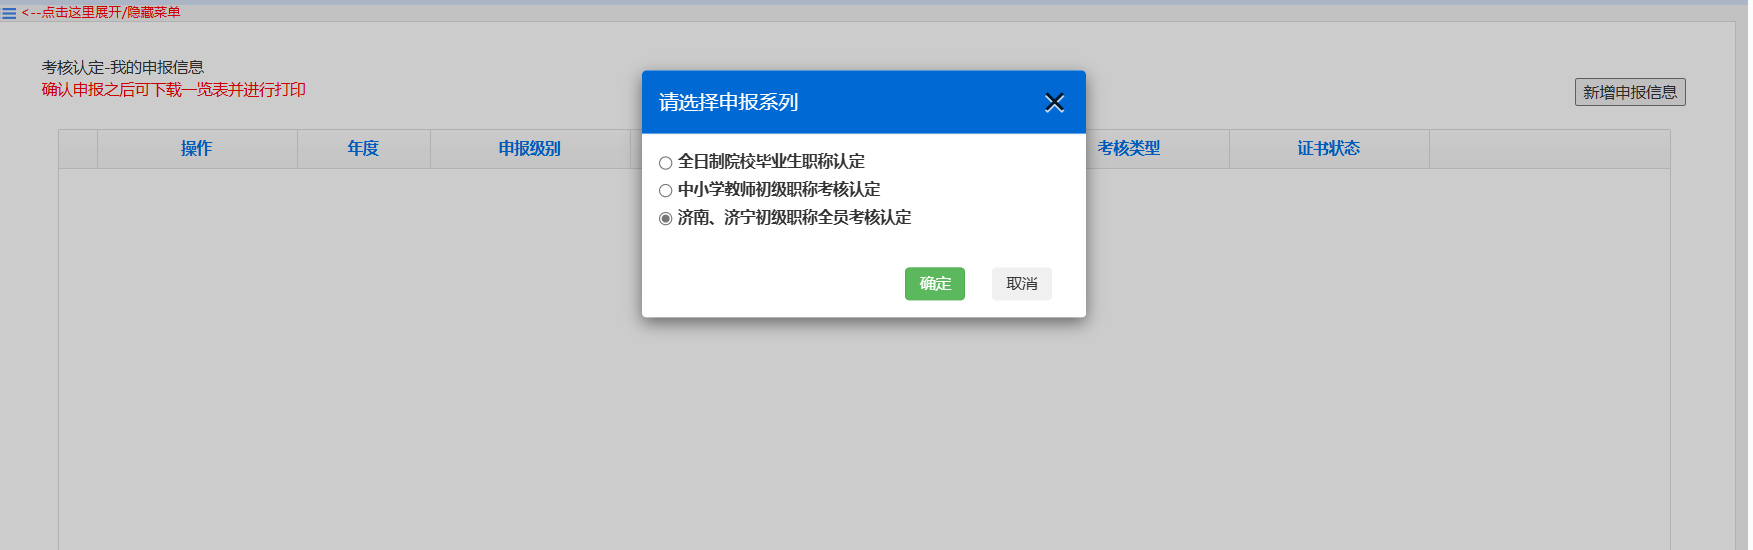 <--点击这里展开/隐藏菜单
考核认定-我的申报信息
确认申报之后可下载一览表并进行打印
新增申报信息
操作 年度 申报级别 考核类型 证书状态
请选择申报系列
全日制院校毕业生职称认定
中小学教师初级职称考核认定
济南、济宁初级职称全员考核认定
确定 取消